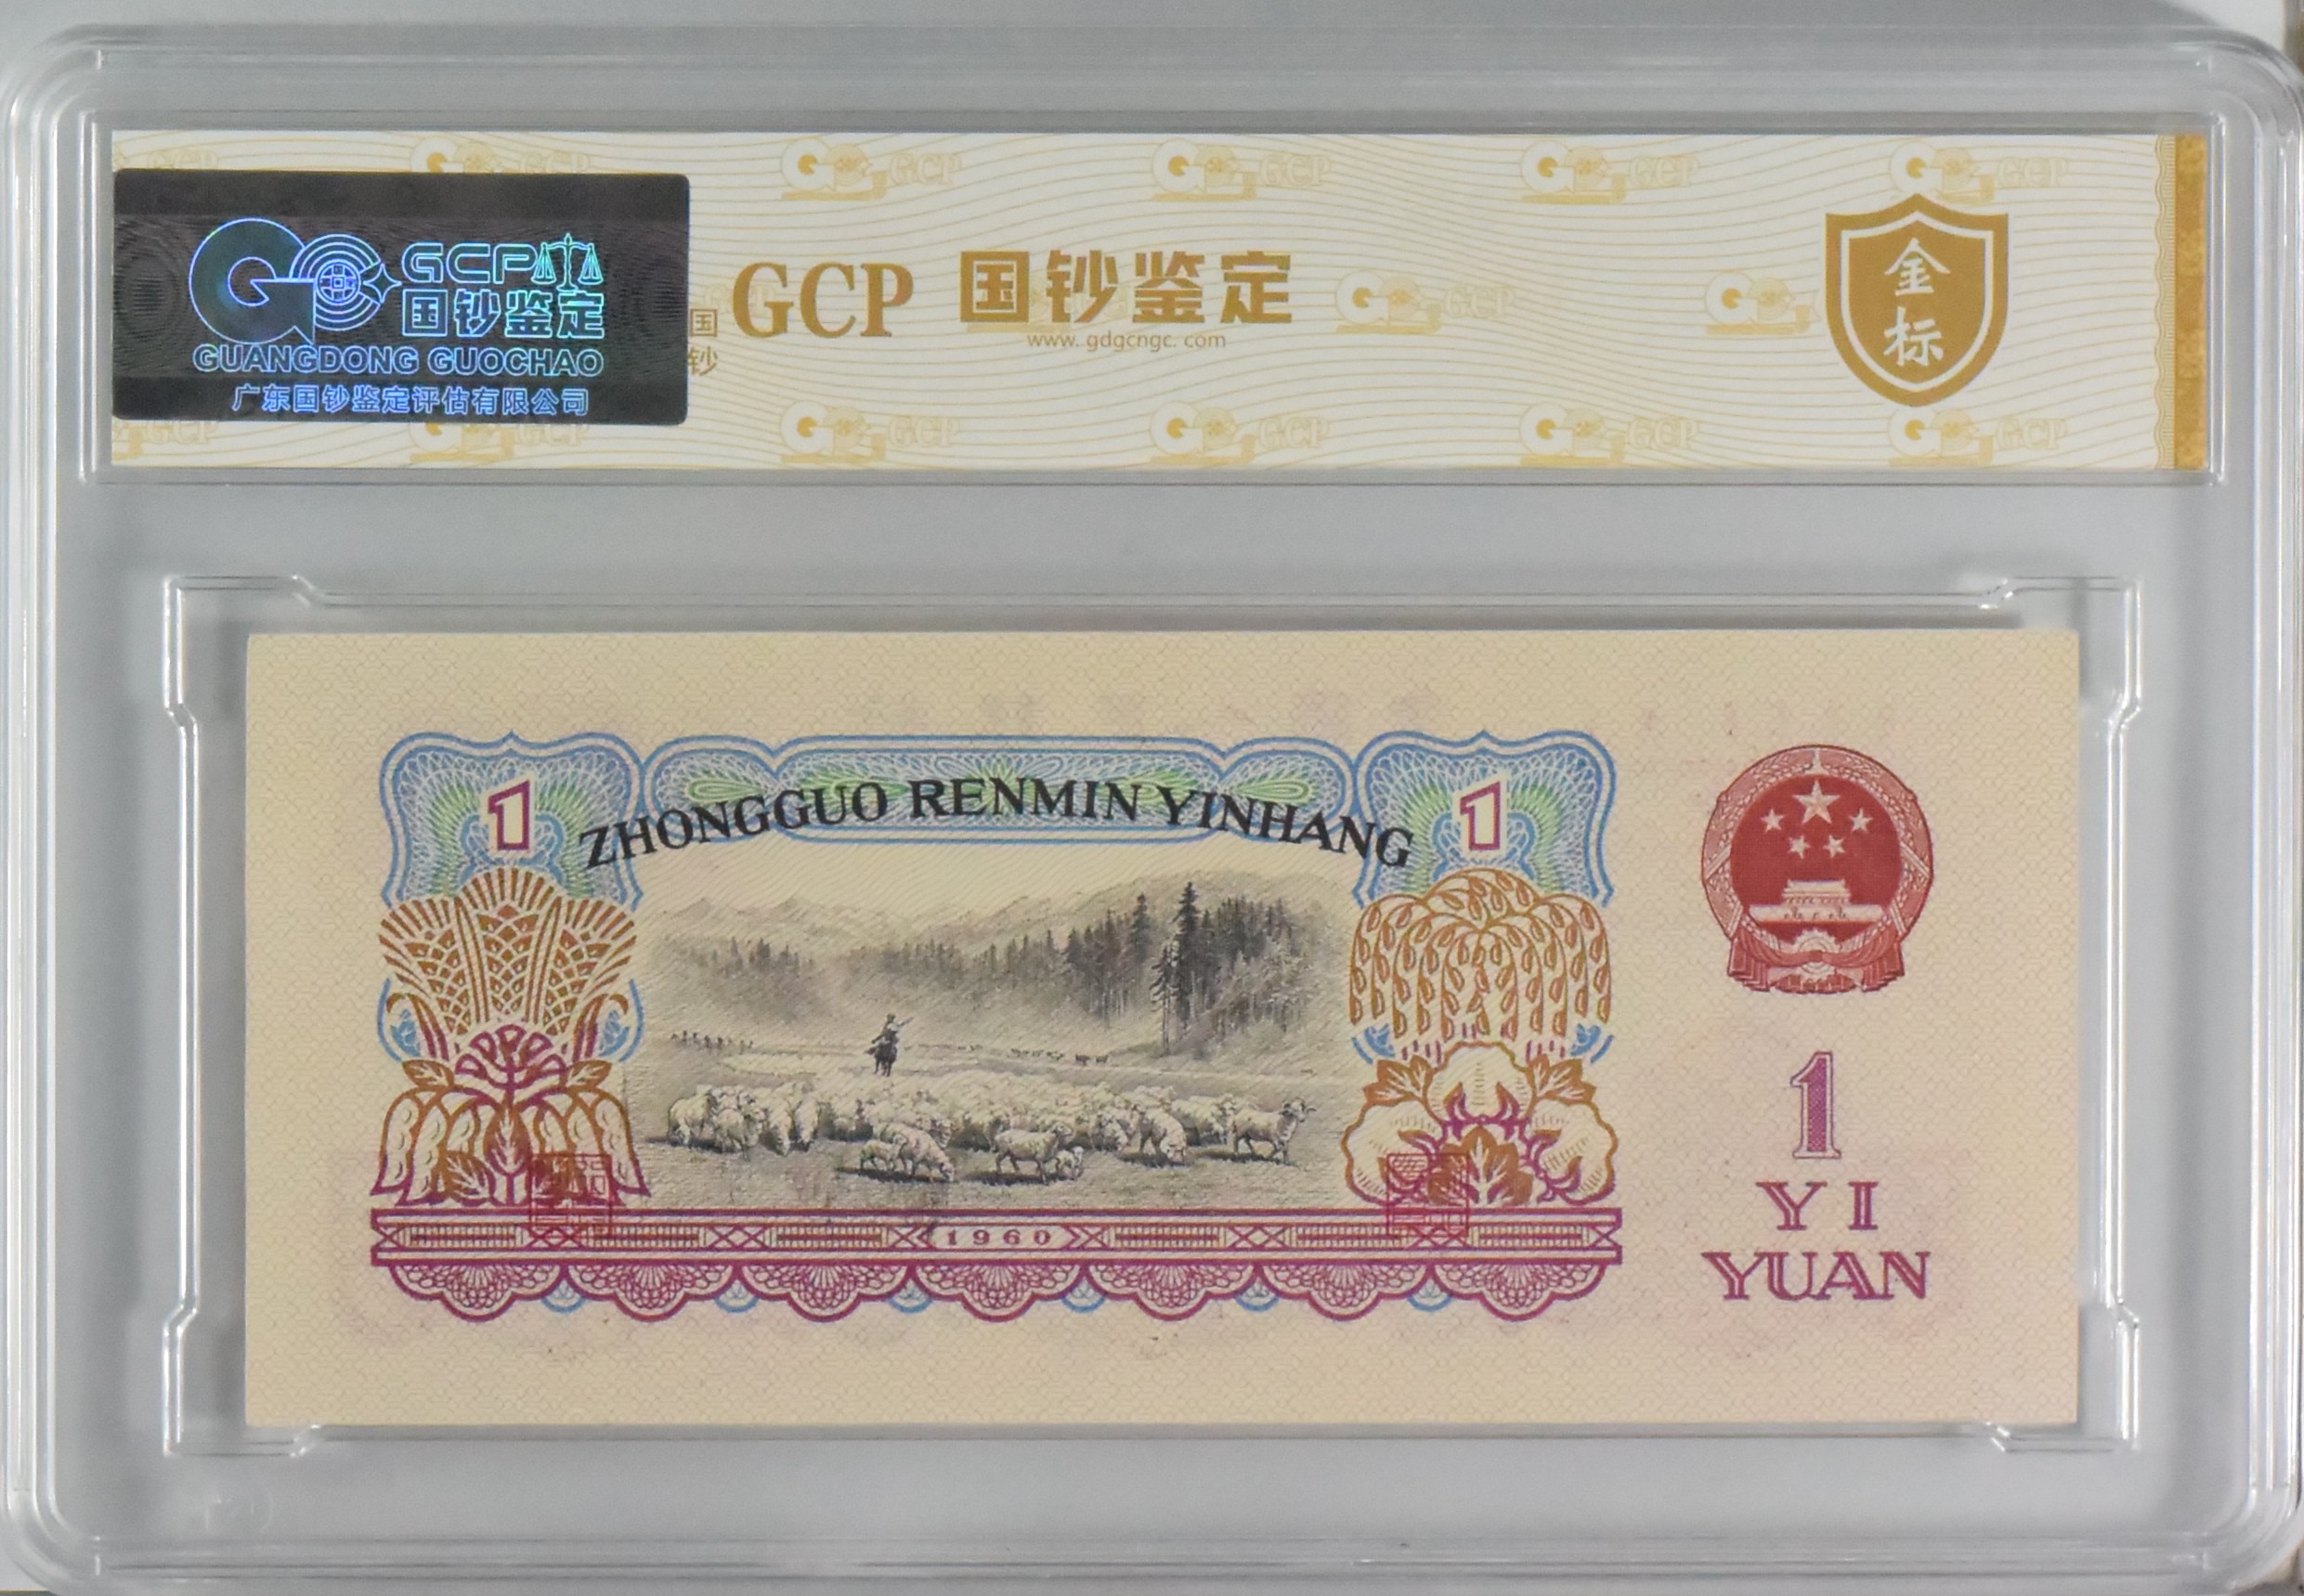 GCP
国钞鉴定
GUANGDONG GUOCHAO
广东国钞鉴定评估有限公司
国
钞
GCP 国钞鉴定
www.gdgcngc.com
金
标
1
ZHONGGUO RENMIN YINHANG
1
1960
1
YI
YUAN